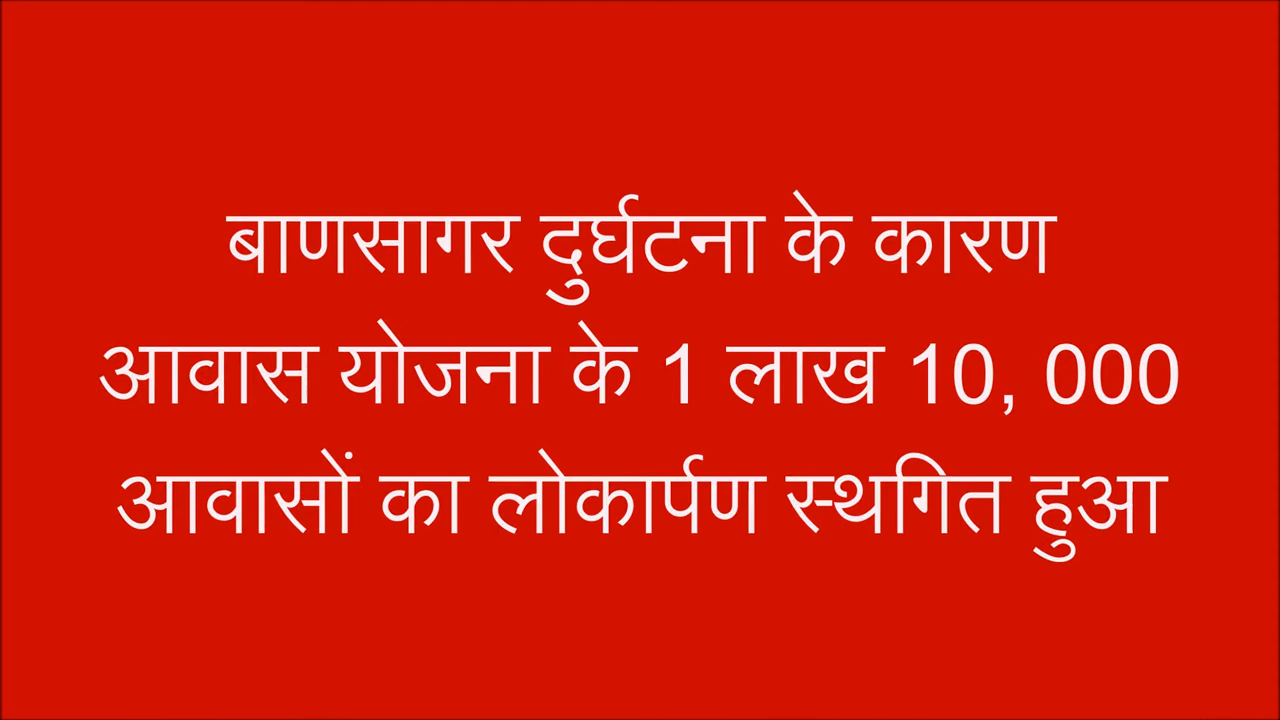 बाणसागर दुर्घटना के कारण
आवास योजना के 1 लाख 10, 000
आवासों का लोकार्पण स्थगित हुआ